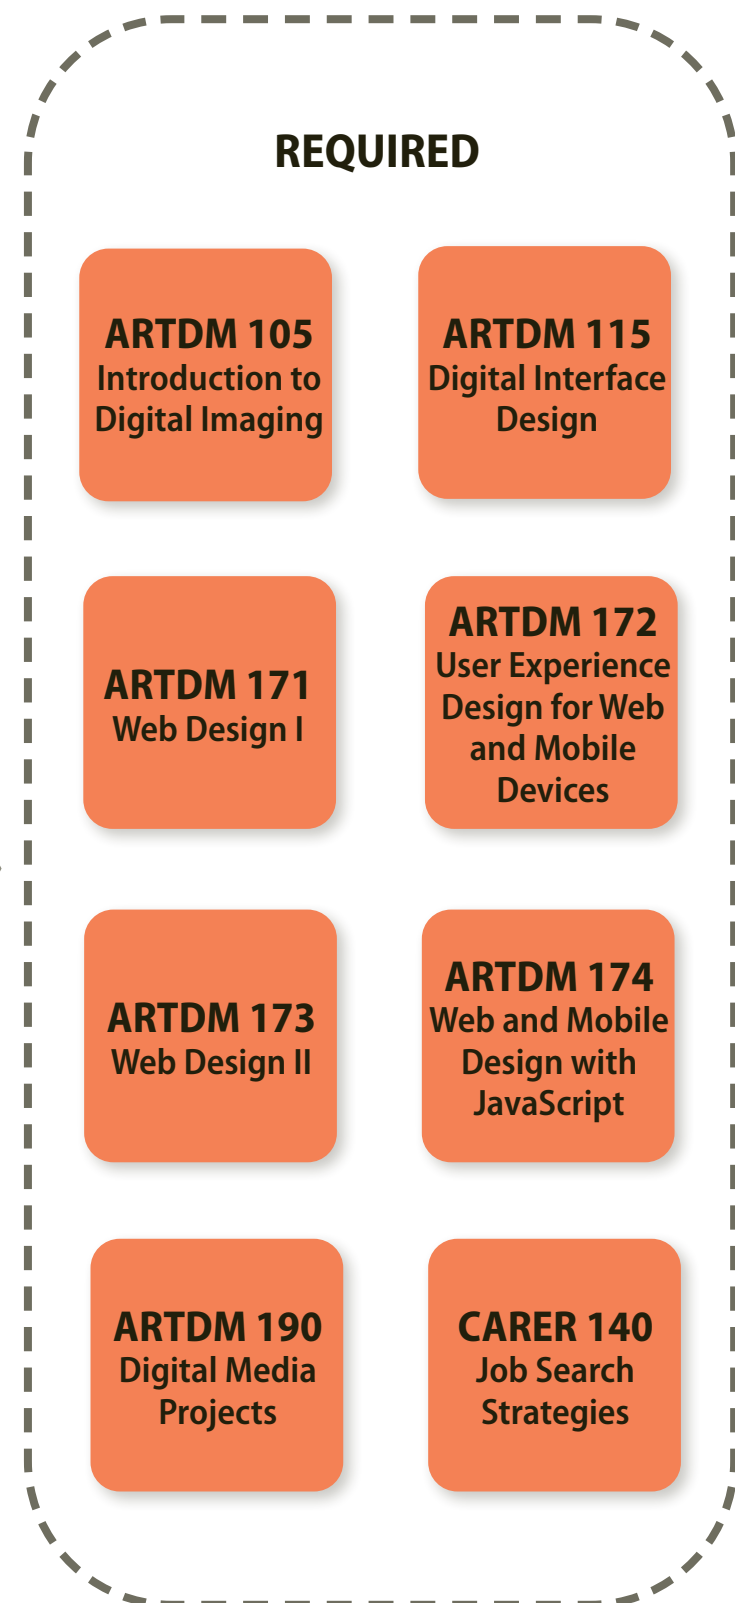 REQUIRED
ARTDM 105
Introduction to
Digital Imaging
ARTDM 115
Digital Interface
Design
ARTDM 171
Web Design I
ARTDM 172
User Experience
Design for Web
and Mobile
Devices
ARTDM 173
Web Design II
ARTDM 174
Web and Mobile
Design with
JavaScript
ARTDM 190
Digital Media
Projects
CARER 140
Job Search
Strategies